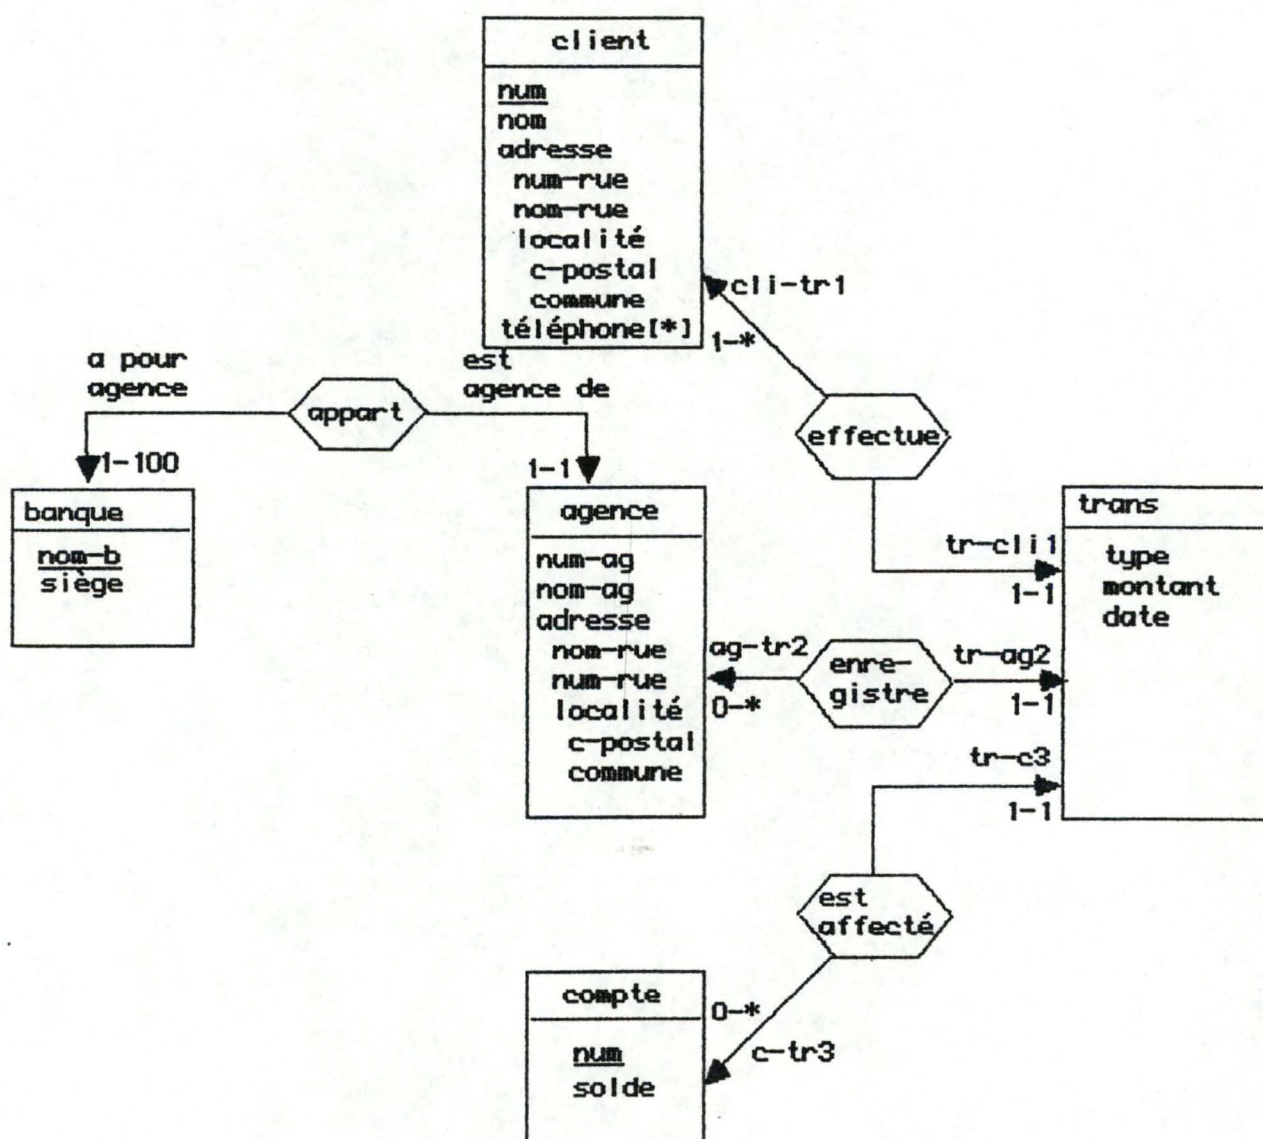 client
num
nom
adresse
num-rue
nom-rue
localité
c-postal
commune
téléphone[*]
cli-tr1
1-*
a pour
agence
appart
est
agence de
effectue
1-100
1-1
banque
nom-b
siège
agence
num-ag
nom-ag
adresse
nom-rue
num-rue
localité
c-postal
commune
tr-cli1
1-1
trans
type
montant
date
ag-tr2
0-*
enre-
gistre
tr-ag2
1-1
tr-c3
1-1
est
affecté
compte
num
solde
0-*
c-tr3